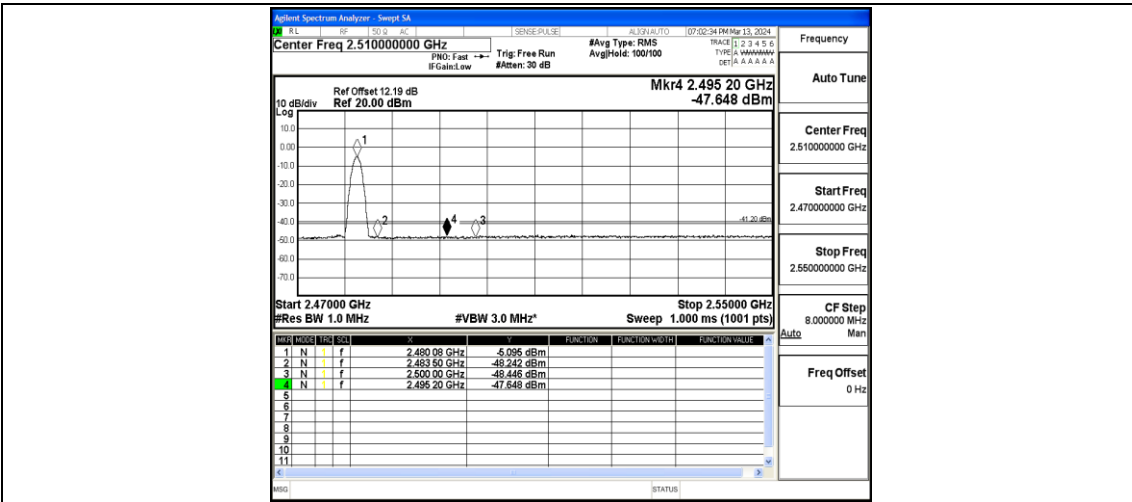 Agilent Spectrum Analyzer - Swept SA
RL RF 50 Ω AC SENSE:PULSE ALIGN AUTO 07:02:34 PM Mar 13, 2024
Center Freq 2.510000000 GHz
PNO: Fast
IFGain:Low
Trig: Free Run
#Atten: 30 dB
#Avg Type: RMS
Avg|Hold: 100/100
TRACE 1 2 3 4 5 6
TYPE A WWWWW
DET A A A A A A
Mkr4 2.495 20 GHz
-47.648 dBm
Ref Offset 12.19 dB
10 dB/div Ref 20.00 dBm
Log
10.0
0.00
-10.0
-20.0
-30.0
-40.0
-50.0
-60.0
-70.0
1
2
4
3
-41.20 dBm
Start 2.47000 GHz Stop 2.55000 GHz
#Res BW 1.0 MHz #VBW 3.0 MHz* Sweep 1.000 ms (1001 pts)
MKR MODE TRC SCL X Y FUNCTION FUNCTION WIDTH FUNCTION VALUE
1 N 1 f 2.480 08 GHz -5.095 dBm
2 N 1 f 2.483 50 GHz -48.242 dBm
3 N 1 f 2.500 00 GHz -48.446 dBm
4 N 1 f 2.495 20 GHz -47.648 dBm
5
6
7
8
9
10
11
MSG STATUS
Frequency
Auto Tune
Center Freq
2.510000000 GHz
Start Freq
2.470000000 GHz
Stop Freq
2.550000000 GHz
CF Step
8.000000 MHz
Auto Man
Freq Offset
0 Hz